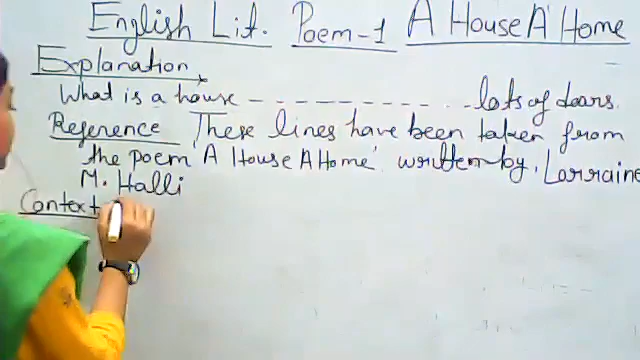 English Lit. Poem-1 A House A Home
Explanation
What is a house - - - - - - - - - - - - lots of doors.
Reference These lines have been taken from
the poem 'A House A Home' written by, Lorraine
M. Halli
Context